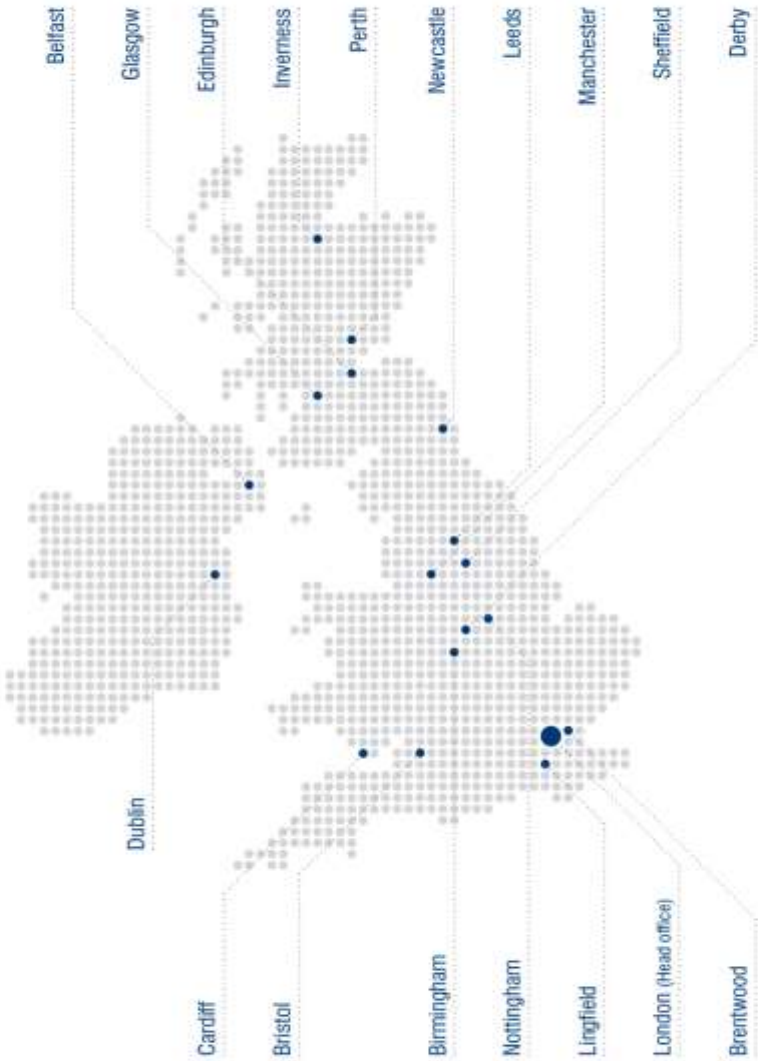 Belfast
Glasgow
Edinburgh
Inverness
Perth
Newcastle
Leeds
Manchester
Sheffield
Derby
Dublin
Cardiff
Bristol
Birmingham
Nottingham
Lingfield
London (Head office)
Brentwood